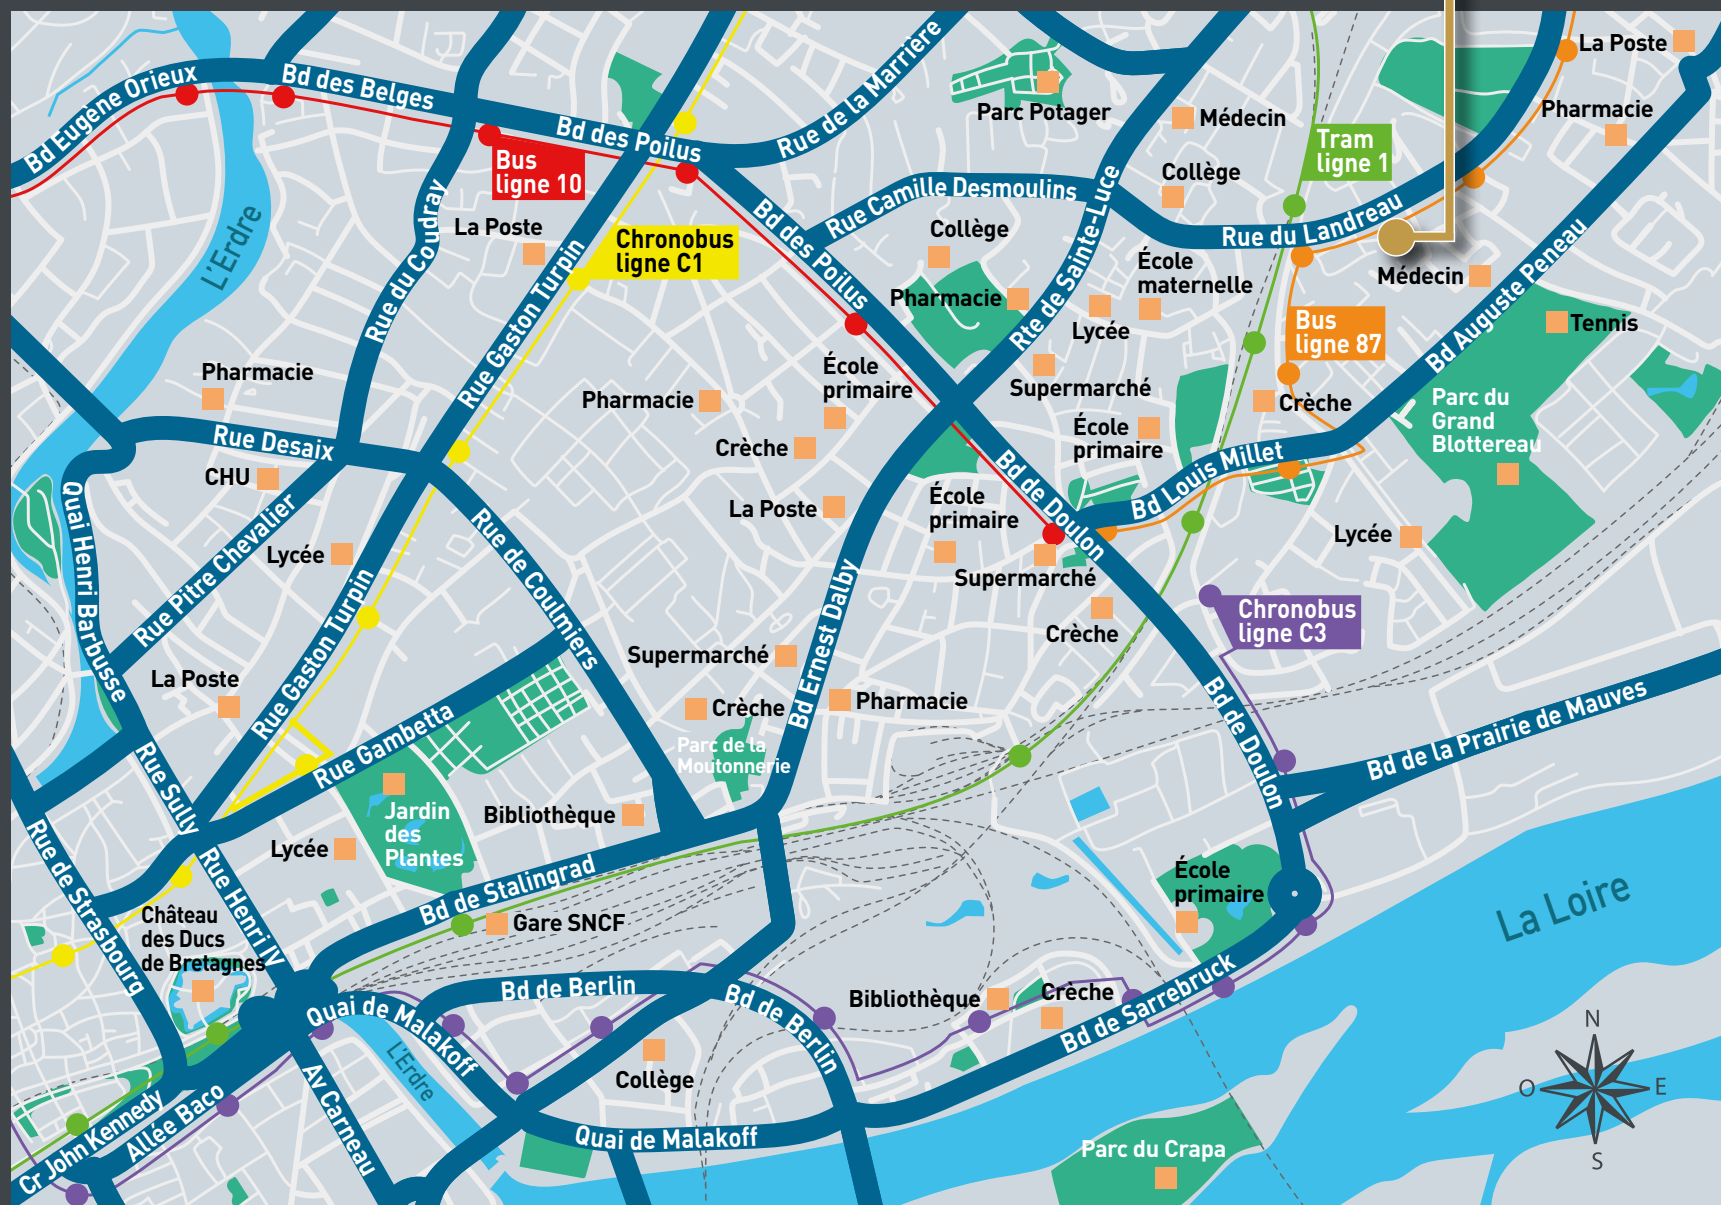 La Poste
Bd Eugène Orieux
Bd des Belges
Bd des Poilus
Rue de la Marrière
Parc Potager
Médecin
Pharmacie
Tram
ligne 1
Bus
ligne 10
Collège
Rue Camille Desmoulins
Rte de Sainte-Luce
Rue du Landreau
L'Erdre
Rue du Coudray
La Poste
Chronobus
ligne C1
Rue Gaston Turpin
Bd des Poilus
Collège
Pharmacie
École
maternelle
Lycée
Médecin
Bd Auguste Peneau
Tennis
Bus
ligne 87
Pharmacie
Pharmacie
École
primaire
Supermarché
Crèche
Parc du
Grand
Blottereau
Rue Desaix
CHU
Crèche
École
primaire
Bd Louis Millet
Bd de Doulon
Quai Henri Barbusse
Rue Pitre Chevalier
Lycée
Rue de Coulmiers
La Poste
École
primaire
Lycée
Supermarché
Crèche
Chronobus
ligne C3
Rue Gaston Turpin
Bd Ernest Dalby
La Poste
Supermarché
Crèche
Pharmacie
Parc de la
Moutonnerie
Bd de Doulon
Bd de la Prairie de Mauves
Rue Gambetta
Rue Sully
Jardin
des
Plantes
Bibliothèque
Lycée
Rue de Strasbourg
Rue Henri IV
Bd de Stalingrad
Gare SNCF
École
primaire
La Loire
Château
des Ducs
de Bretagnes
Bd de Berlin
Bd de Berlin
Quai de Malakoff
Bibliothèque
Crèche
Bd de Sarrebruck
L'Erdre
Collège
Av Carneau
Cr John Kennedy
Allée Baco
Quai de Malakoff
Parc du Crapa
N
O
E
S